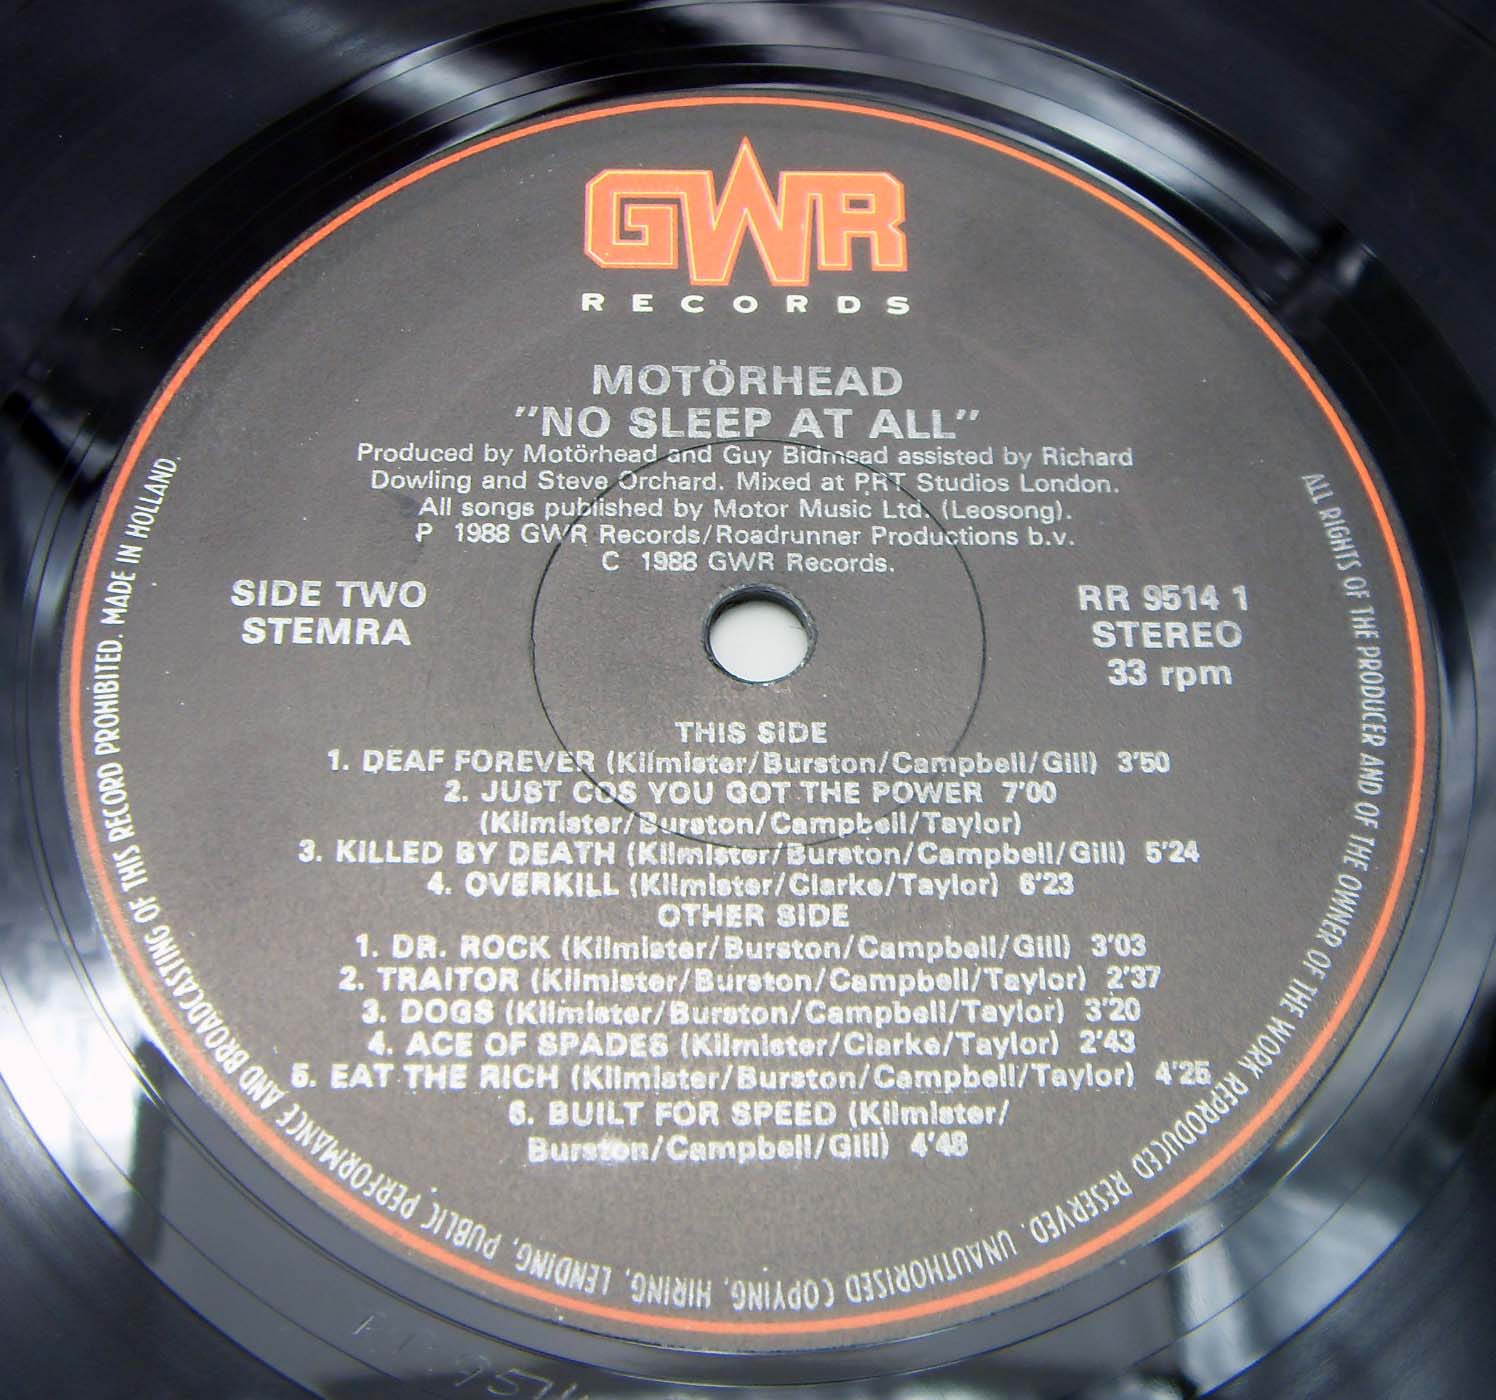 GWR
RECORDS
MOTÖRHEAD
"NO SLEEP AT ALL"
Produced by Motörhead and Guy Bidmead assisted by Richard
Dowling and Steve Orchard. Mixed at PRT Studios London.
All songs published by Motor Music Ltd. (Leosong).
P 1988 GWR Records/Roadrunner Productions b.v.
C 1988 GWR Records.
SIDE TWO
STEMRA
RR 9514 1
STEREO
33 rpm
THIS SIDE
1. DEAF FOREVER (Kilmister/Burston/Campbell/Gill) 3'50
2. JUST COS YOU GOT THE POWER 7'00
(Kilmister/Burston/Campbell/Taylor)
3. KILLED BY DEATH (Kilmister/Burston/Campbell/Gill) 5'24
4. OVERKILL (Kilmister/Clarke/Taylor) 6'23
OTHER SIDE
1. DR. ROCK (Kilmister/Burston/Campbell/Gill) 3'03
2. TRAITOR (Kilmister/Burston/Campbell/Taylor) 2'37
3. DOGS (Kilmister/Burston/Campbell/Taylor) 3'20
4. ACE OF SPADES (Kilmister/Clarke/Taylor) 2'43
5. EAT THE RICH (Kilmister/Burston/Campbell/Taylor) 4'25
6. BUILT FOR SPEED (Kilmister/
Burston/Campbell/Gill) 4'48
ALL RIGHTS OF THE PRODUCER AND OF THE OWNER OF THE WORK REPRODUCED RESERVED. UNAUTHORISED COPYING, HIRING, LENDING, PUBLIC PERFORMANCE AND BROADCASTING OF THIS RECORD PROHIBITED. MADE IN HOLLAND.